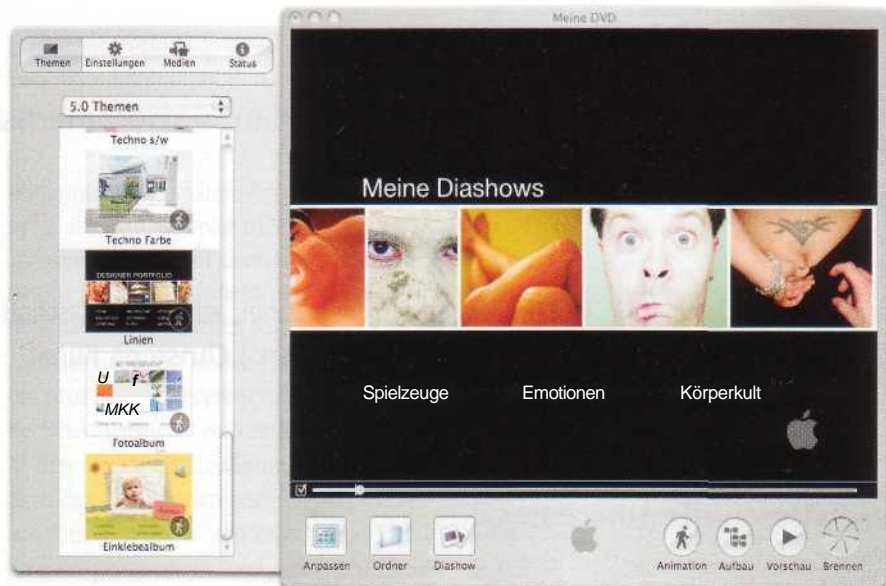 Themen Einstellungen Medien Status
5.0 Themen
Techno s/w
Techno Farbe
DESIGNER PORTFOLIO
Linien
U f
MKK
Fotoalbum
Einklebealbum
Meine DVD
Meine Diashows
Spielzeuge Emotionen Körperkult
Anpassen Ordner Diashow Animation Aufbau Vorschau Brennen